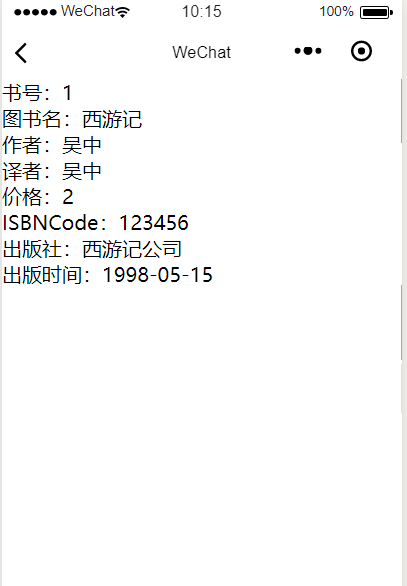 WeChat 10:15 100%
WeChat
书号：1
图书名：西游记
作者：吴中
译者：吴中
价格：2
ISBNCode：123456
出版社：西游记公司
出版时间：1998-05-15